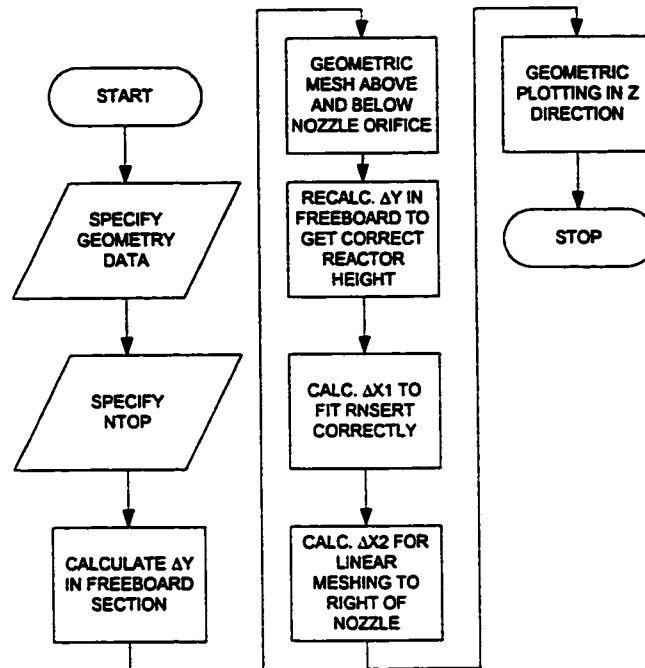 START
SPECIFY
GEOMETRY
DATA
SPECIFY
NTOP
CALCULATE ΔY
IN FREEBOARD
SECTION
GEOMETRIC
MESH ABOVE
AND BELOW
NOZZLE ORIFICE
RECALC. ΔY IN
FREEBOARD TO
GET CORRECT
REACTOR
HEIGHT
CALC. ΔX1 TO
FIT RNSERT
CORRECTLY
CALC. ΔX2 FOR
LINEAR
MESHING TO
RIGHT OF
NOZZLE
GEOMETRIC
PLOTTING IN Z
DIRECTION
STOP